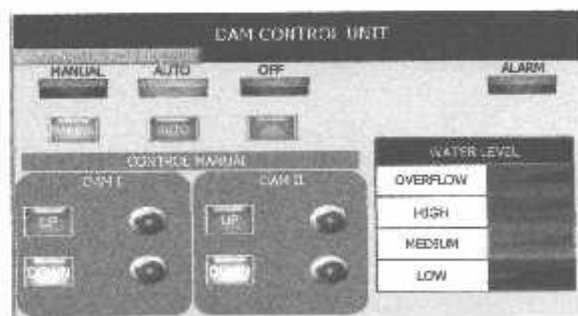 DAM CONTROL UNIT
MANUAL AUTO OFF ALARM
AUTO
CONTROL MANUAL
DAM I DAM II
UP UP
DOWN DOWN
WATER LEVEL
OVERFLOW
HIGH
MEDIUM
LOW